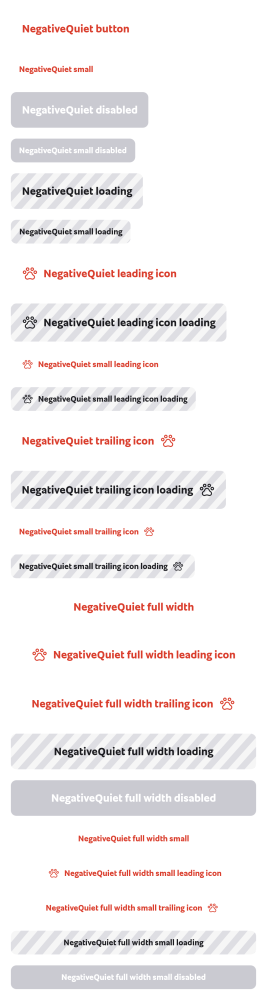 NegativeQuiet button
NegativeQuiet small
NegativeQuiet disabled
NegativeQuiet small disabled
NegativeQuiet loading
NegativeQuiet small loading
NegativeQuiet leading icon
NegativeQuiet leading icon loading
NegativeQuiet small leading icon
NegativeQuiet small leading icon loading
NegativeQuiet trailing icon
NegativeQuiet trailing icon loading
NegativeQuiet small trailing icon
NegativeQuiet small trailing icon loading
NegativeQuiet full width
NegativeQuiet full width leading icon
NegativeQuiet full width trailing icon
NegativeQuiet full width loading
NegativeQuiet full width disabled
NegativeQuiet full width small
NegativeQuiet full width small leading icon
NegativeQuiet full width small trailing icon
NegativeQuiet full width small loading
NegativeQuiet full width small disabled